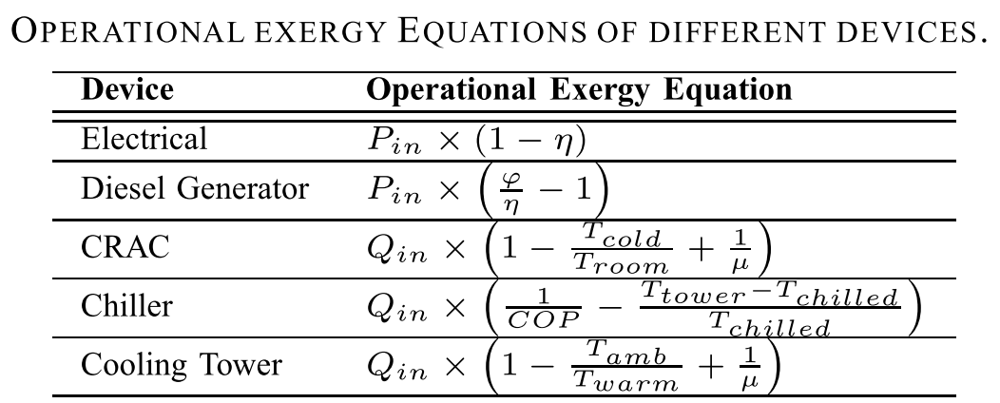 OPERATIONAL EXERGY EQUATIONS OF DIFFERENT DEVICES.
Device Operational Exergy Equation
Electrical $P_{in} \times (1 - \eta)$
Diesel Generator $P_{in} \times \left(\frac{\varphi}{\eta} - 1\right)$
CRAC $Q_{in} \times \left(1 - \frac{T_{cold}}{T_{room}} + \frac{1}{\mu}\right)$
Chiller $Q_{in} \times \left(\frac{1}{COP} - \frac{T_{tower} - T_{chilled}}{T_{chilled}}\right)$
Cooling Tower $Q_{in} \times \left(1 - \frac{T_{amb}}{T_{warm}} + \frac{1}{\mu}\right)$